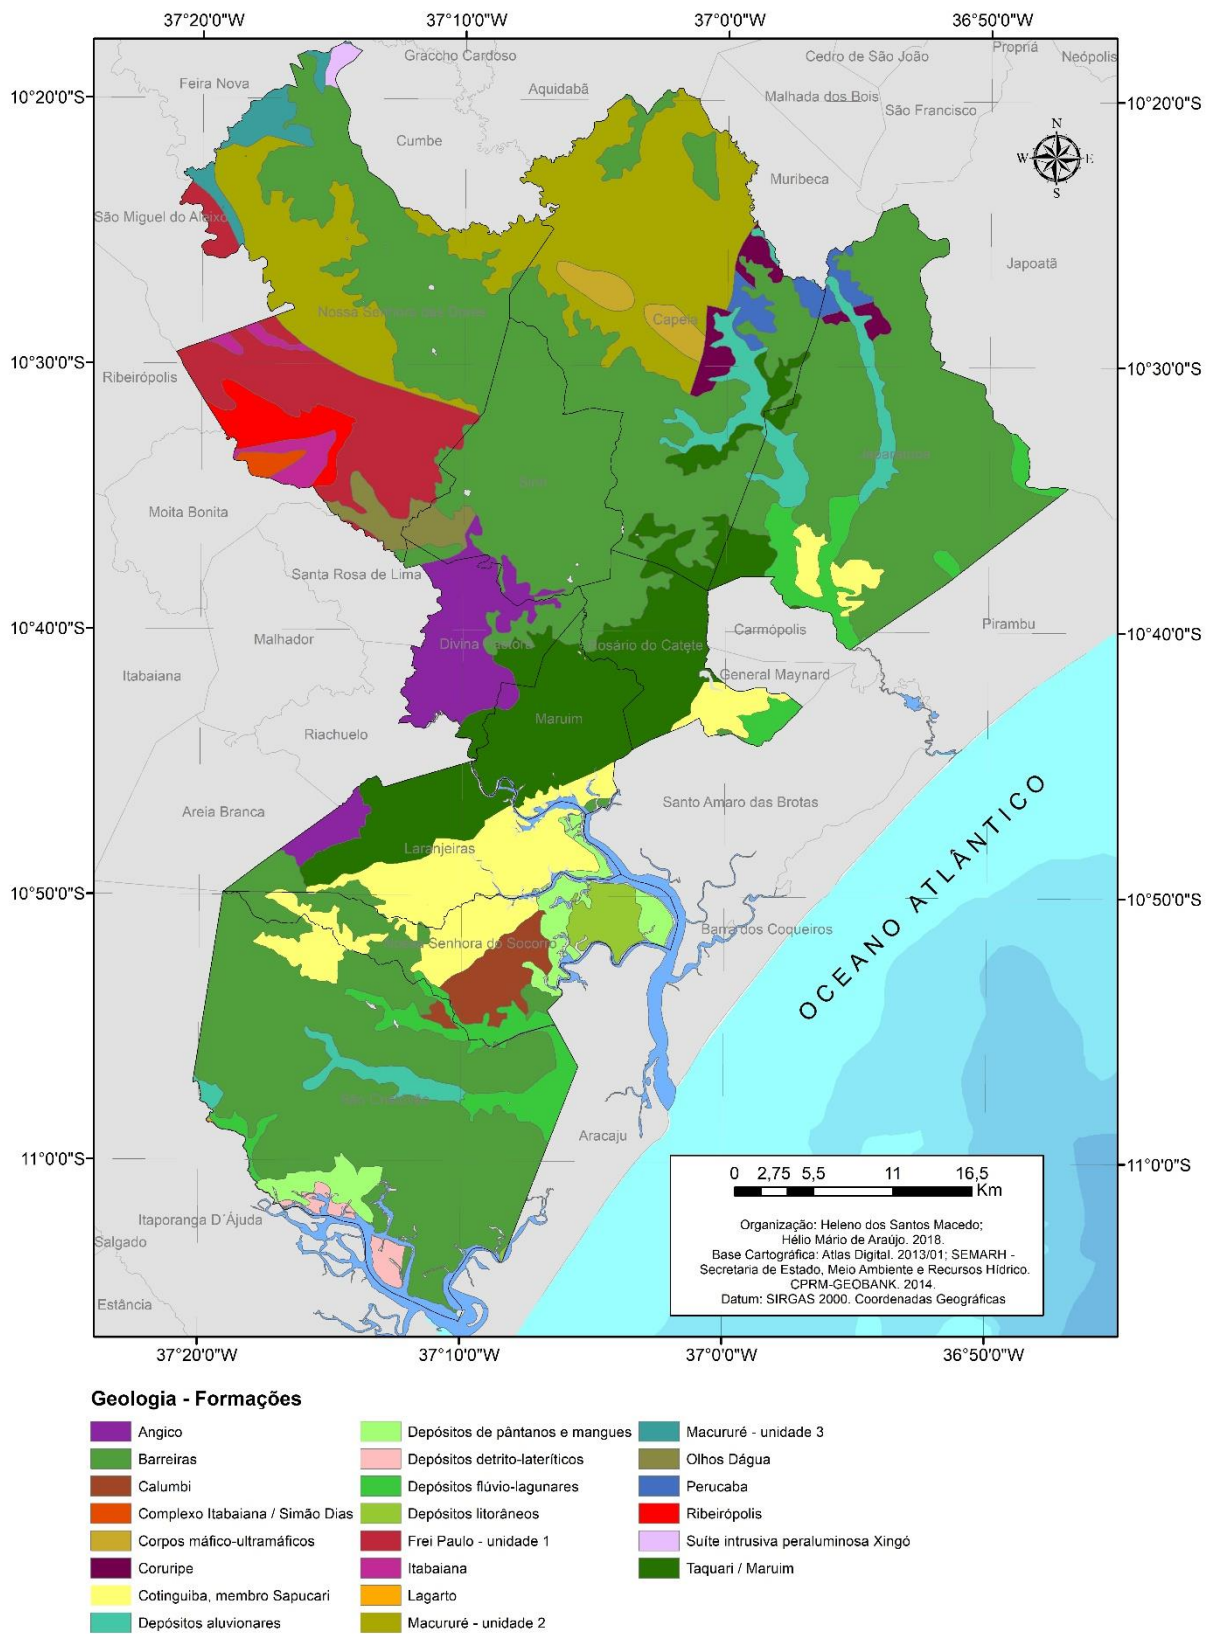 37°20'0"W
37°10'0"W
37°0'0"W
36°50'0"W
Graccho Cardoso
Cedro de São João
Propriá
Neópolis
Feira Nova
Aquidabã
Malhada dos Bois
São Francisco
10°20'0"S
10°20'0"S
Cumbe
N
W
E
S
Muribeca
São Miguel do Aleixo
Japoatã
Nossa Senhora das Dores
Capela
10°30'0"S
10°30'0"S
Ribeirópolis
Japaratuba
Siriri
Moita Bonita
Santa Rosa de Lima
Malhador
Divina Pastora
Rosário do Catete
Carmópolis
Pirambu
10°40'0"S
10°40'0"S
Itabaiana
General Maynard
Maruim
Riachuelo
Areia Branca
Santo Amaro das Brotas
Laranjeiras
OCEANO ATLÂNTICO
10°50'0"S
10°50'0"S
Nossa Senhora do Socorro
Barra dos Coqueiros
São Cristóvão
Aracaju
11°0'0"S
11°0'0"S
0 2,75 5,5 11 16,5
Km
Itaporanga D´Ájuda
Salgado
Estância
Organização: Heleno dos Santos Macedo;
Hélio Mário de Araújo. 2018.
Base Cartográfica: Atlas Digital. 2013/01; SEMARH -
Secretaria de Estado, Meio Ambiente e Recursos Hídrico.
CPRM-GEOBANK. 2014.
Datum: SIRGAS 2000. Coordenadas Geográficas
37°20'0"W
37°10'0"W
37°0'0"W
36°50'0"W
Geologia - Formações
Angico
Barreiras
Calumbi
Complexo Itabaiana / Simão Dias
Corpos máfico-ultramáficos
Coruripe
Cotinguiba, membro Sapucari
Depósitos aluvionares
Depósitos de pântanos e mangues
Depósitos detrito-lateríticos
Depósitos flúvio-lagunares
Depósitos litorâneos
Frei Paulo - unidade 1
Itabaiana
Lagarto
Macururé - unidade 2
Macururé - unidade 3
Olhos Dágua
Perucaba
Ribeirópolis
Suíte intrusiva peraluminosa Xingó
Taquari / Maruim